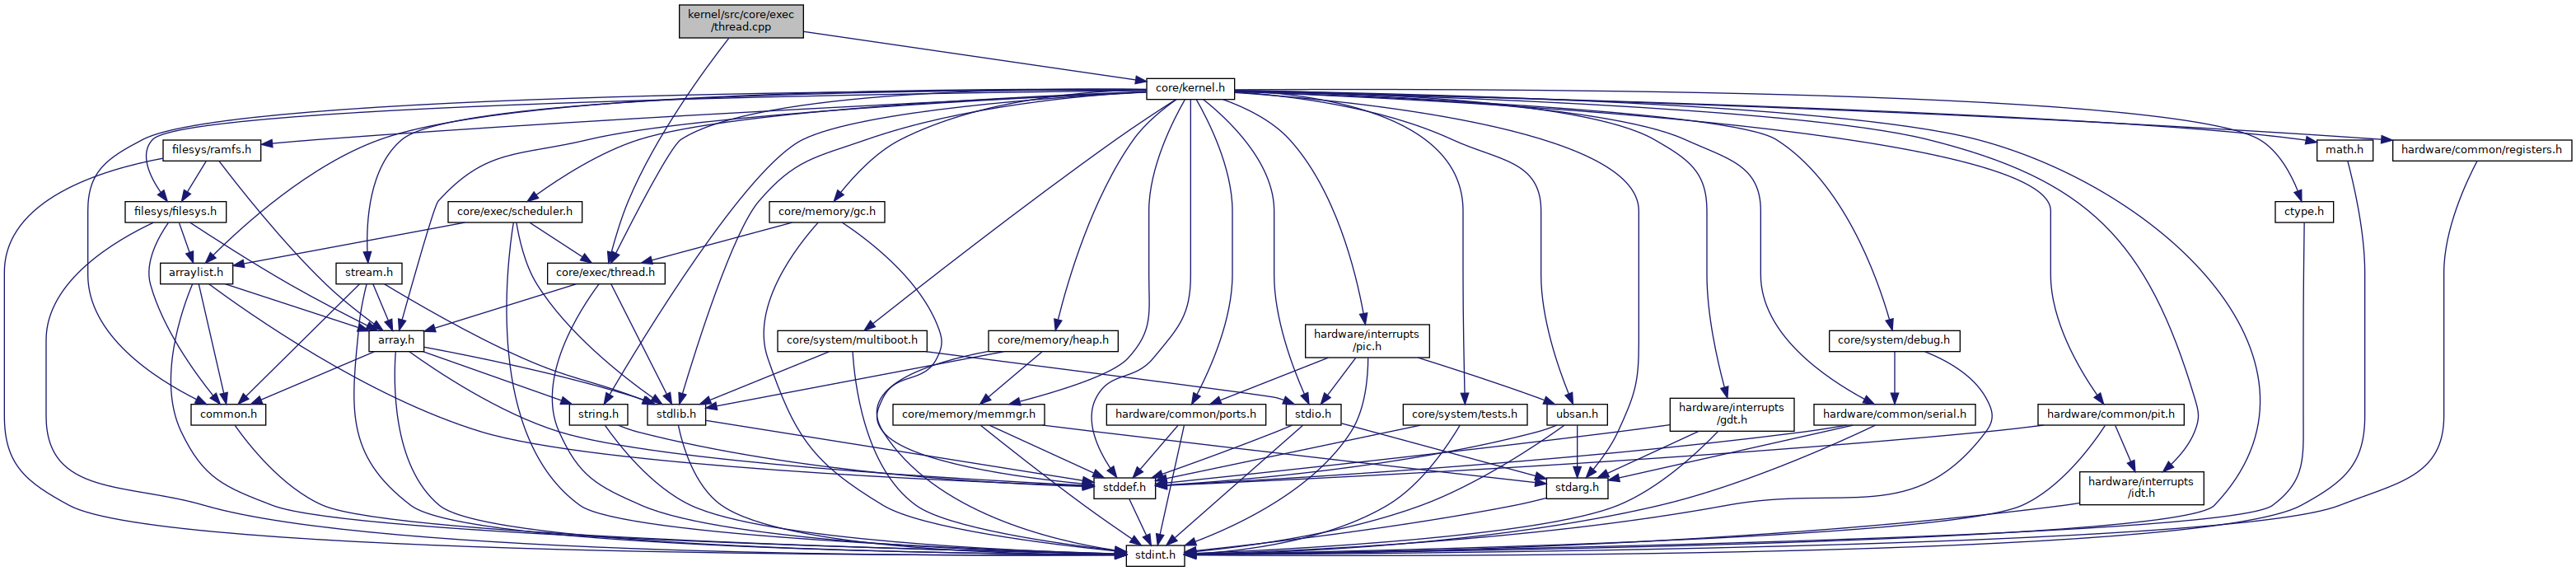 kernel/src/core/exec
/thread.cpp
core/kernel.h
filesys/ramfs.h
math.h
hardware/common/registers.h
filesys/filesys.h
core/exec/scheduler.h
core/memory/gc.h
ctype.h
arraylist.h
stream.h
core/exec/thread.h
array.h
core/system/multiboot.h
core/memory/heap.h
hardware/interrupts
/pic.h
core/system/debug.h
common.h
string.h
stdlib.h
core/memory/memmgr.h
hardware/common/ports.h
stdio.h
core/system/tests.h
ubsan.h
hardware/interrupts
/gdt.h
hardware/common/serial.h
hardware/common/pit.h
stddef.h
stdarg.h
hardware/interrupts
/idt.h
stdint.h